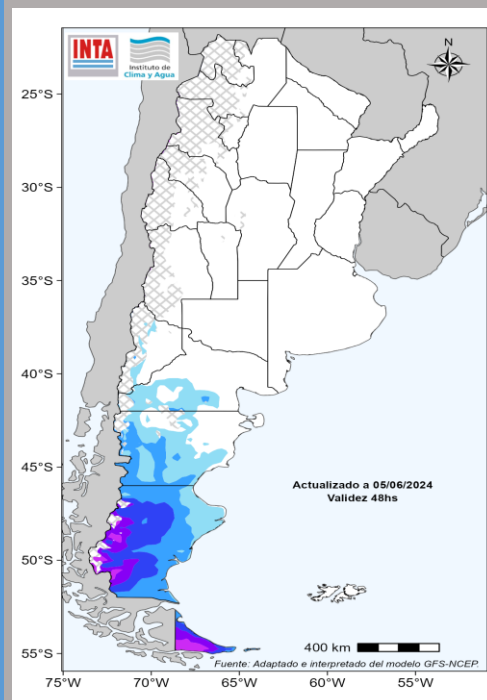 INTA
Instituto de
Clima y Agua
N
25°S
30°S
35°S
40°S
45°S
Actualizado a 05/06/2024
Validez 48hs
50°S
400 km
55°S
Fuente: Adaptado e interpretado del modelo GFS-NCEP.
75°W 70°W 65°W 60°W 55°W